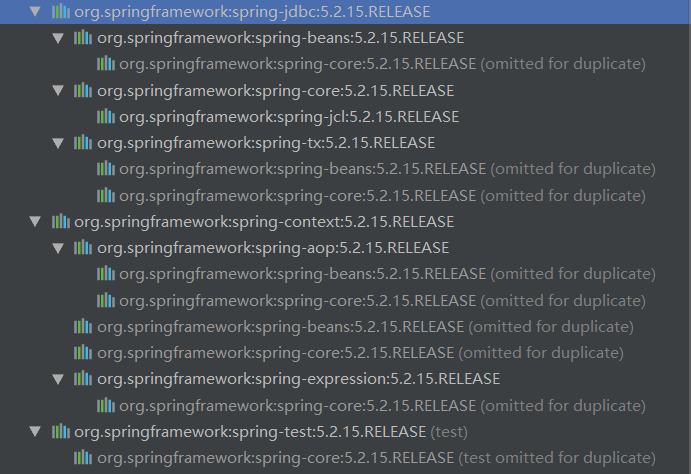 org.springframework:spring-jdbc:5.2.15.RELEASE
org.springframework:spring-beans:5.2.15.RELEASE
org.springframework:spring-core:5.2.15.RELEASE (omitted for duplicate)
org.springframework:spring-core:5.2.15.RELEASE
org.springframework:spring-jcl:5.2.15.RELEASE
org.springframework:spring-tx:5.2.15.RELEASE
org.springframework:spring-beans:5.2.15.RELEASE (omitted for duplicate)
org.springframework:spring-core:5.2.15.RELEASE (omitted for duplicate)
org.springframework:spring-context:5.2.15.RELEASE
org.springframework:spring-aop:5.2.15.RELEASE
org.springframework:spring-beans:5.2.15.RELEASE (omitted for duplicate)
org.springframework:spring-core:5.2.15.RELEASE (omitted for duplicate)
org.springframework:spring-beans:5.2.15.RELEASE (omitted for duplicate)
org.springframework:spring-core:5.2.15.RELEASE (omitted for duplicate)
org.springframework:spring-expression:5.2.15.RELEASE
org.springframework:spring-core:5.2.15.RELEASE (omitted for duplicate)
org.springframework:spring-test:5.2.15.RELEASE (test)
org.springframework:spring-core:5.2.15.RELEASE (test omitted for duplicate)